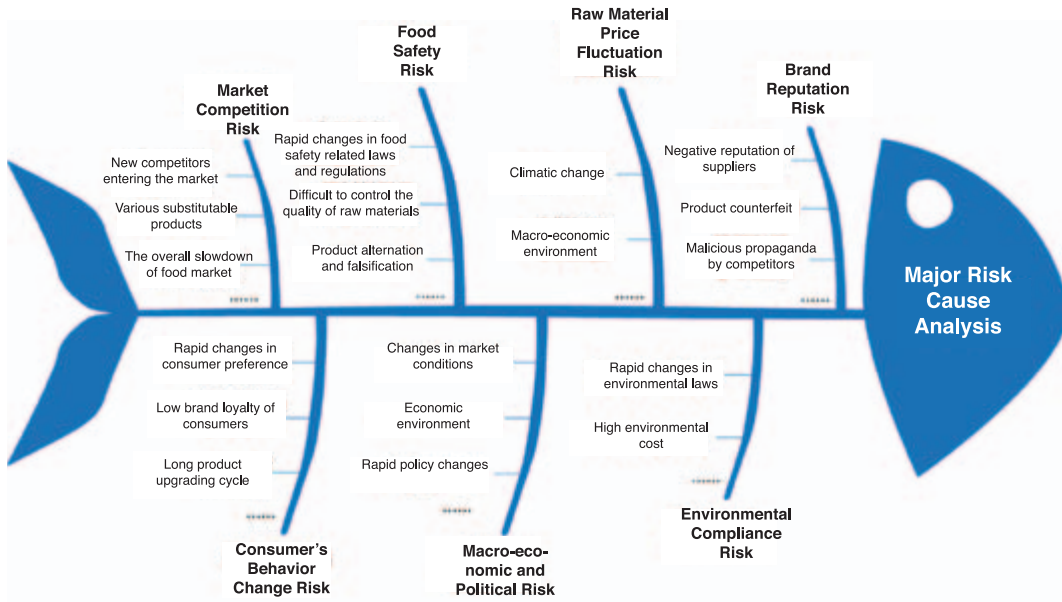 Market
Competition
Risk
New competitors
entering the market
Various substitutable
products
The overall slowdown
of food market
Food
Safety
Risk
Rapid changes in food
safety related laws
and regulations
Difficult to control the
quality of raw materials
Product alternation
and falsification
Raw Material
Price
Fluctuation
Risk
Climatic change
Macro-economic
environment
Brand
Reputation
Risk
Negative reputation of
suppliers
Product counterfeit
Malicious propaganda
by competitors
Major Risk
Cause
Analysis
Rapid changes in
consumer preference
Low brand loyalty of
consumers
Long product
upgrading cycle
Consumer’s
Behavior
Change Risk
Changes in market
conditions
Economic
environment
Rapid policy changes
Macro-eco-
nomic and
Political Risk
Rapid changes in
environmental laws
High environmental
cost
Environmental
Compliance
Risk